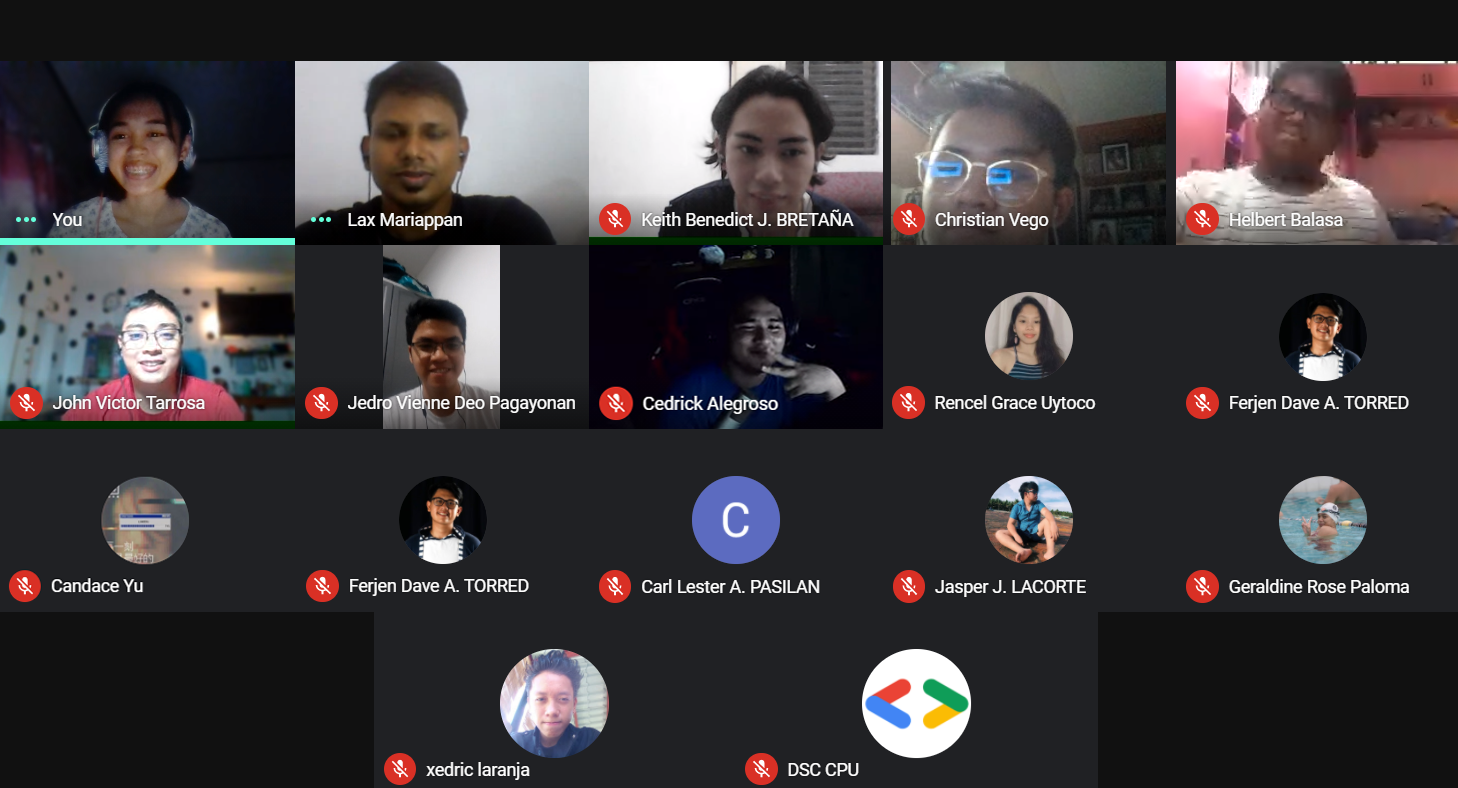 You
Lax Mariappan
Keith Benedict J. BRETAÑA
Christian Vego
Helbert Balasa
John Victor Tarrosa
Jedro Vienne Deo Pagayonan
Cedrick Alegroso
Rencel Grace Uytoco
Ferjen Dave A. TORRED
Candace Yu
Ferjen Dave A. TORRED
C
Carl Lester A. PASILAN
Jasper J. LACORTE
Geraldine Rose Paloma
xedric laranja
DSC CPU